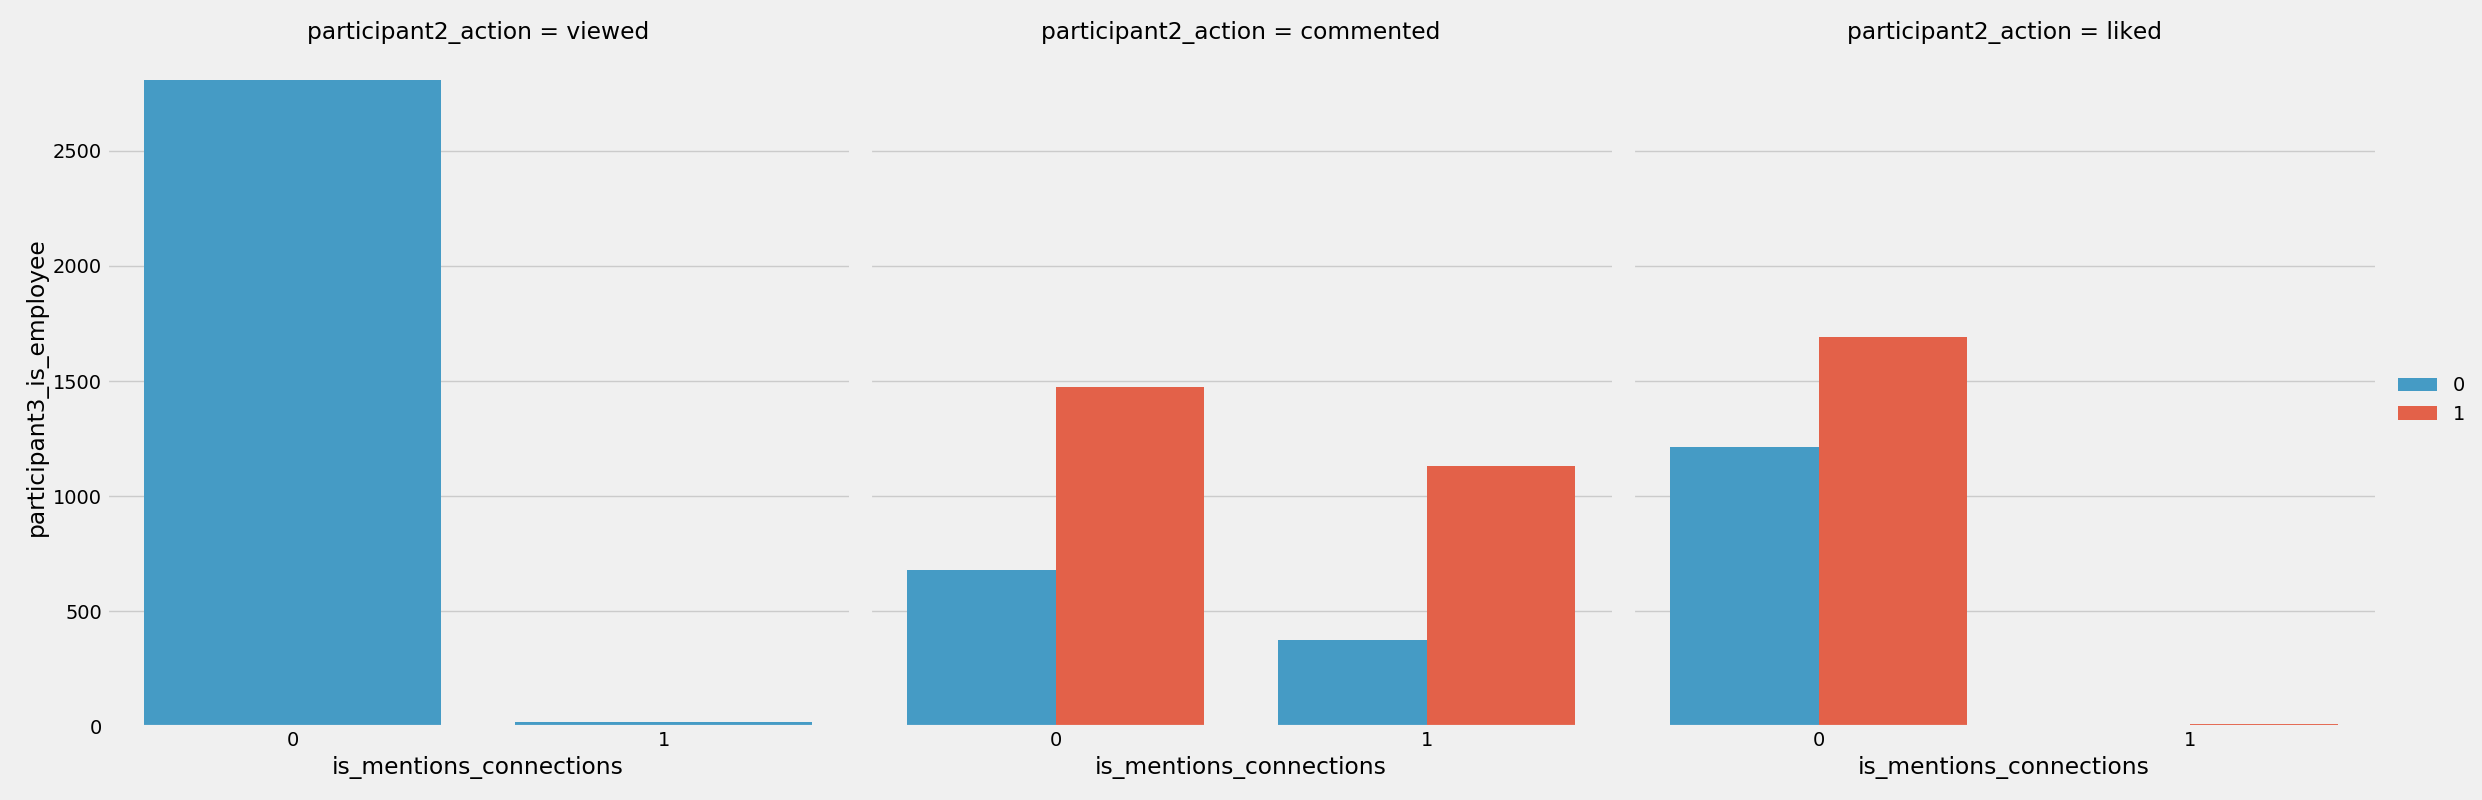 participant2_action = viewed
participant2_action = commented
participant2_action = liked
participant3_is_employee
2500
2000
1500
1000
500
0
0
1
0
1
0
1
is_mentions_connections
is_mentions_connections
is_mentions_connections
0
1